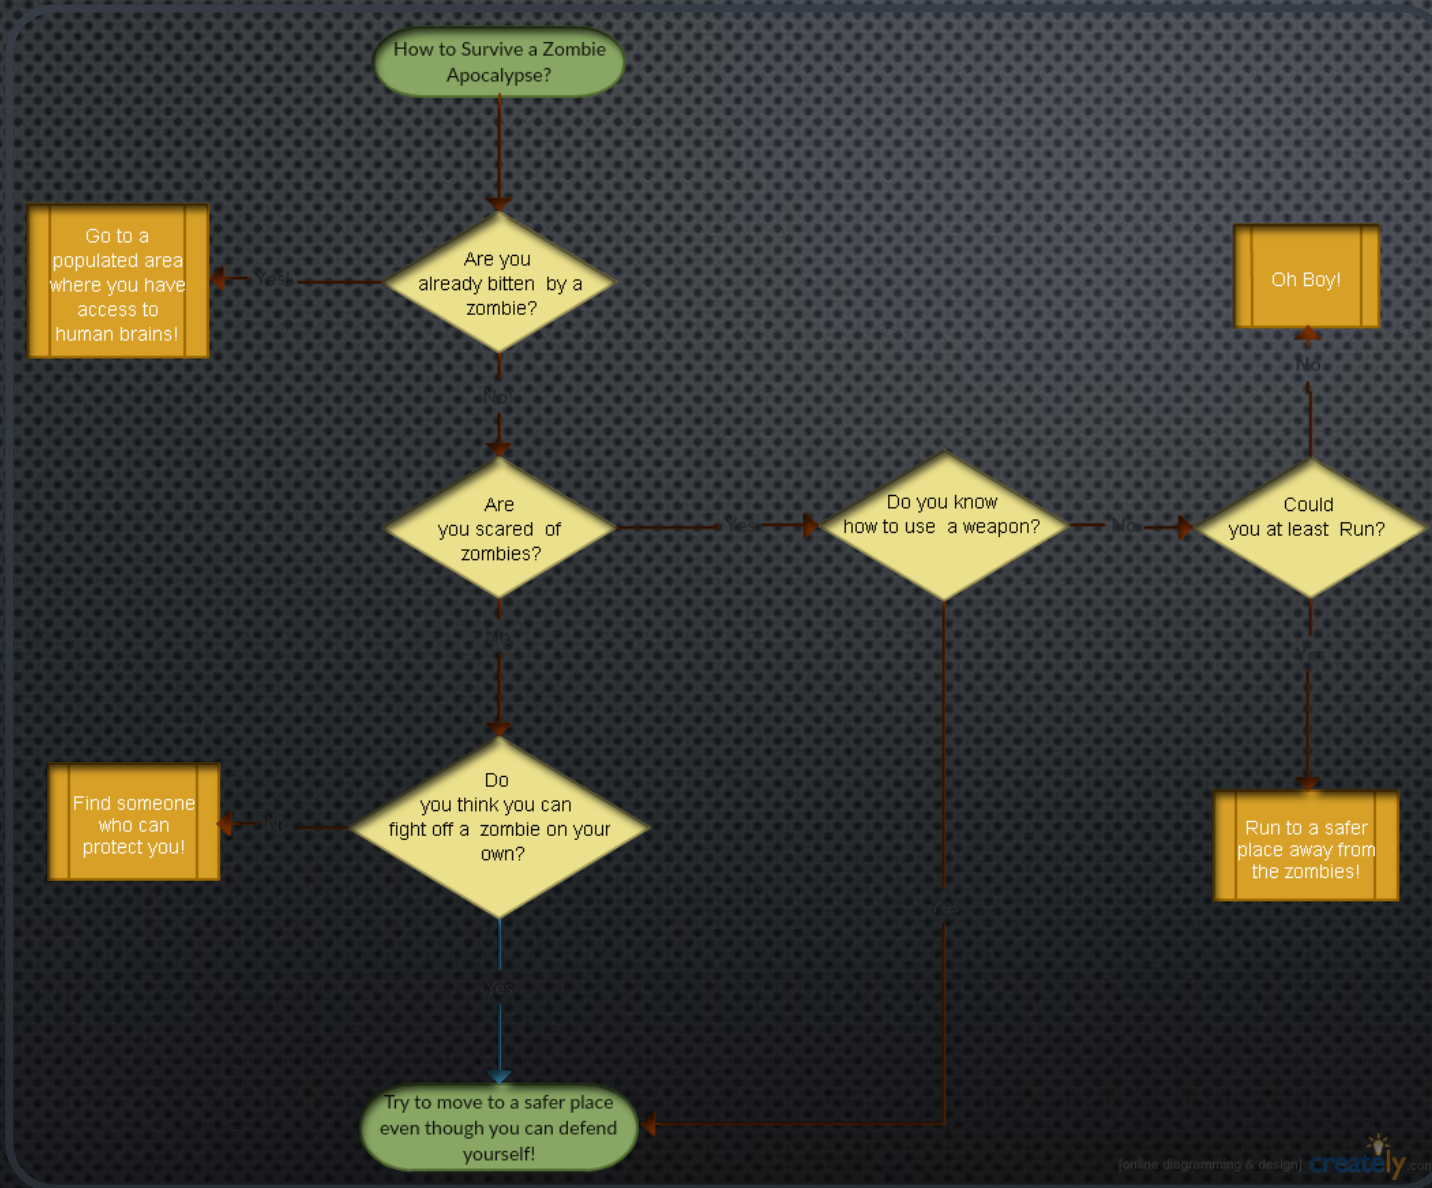 How to Survive a Zombie
Apocalypse?
Go to a
populated area
where you have
access to
human brains!
Yes!
Are you
already bitten by a
zombie?
Oh Boy!
No
No!
Are
you scared of
zombies?
Yes
Do you know
how to use a weapon?
No
Could
you at least Run?
No
Yes
Do
you think you can
fight off a zombie on your
own?
No
Find someone
who can
protect you!
Run to a safer
place away from
the zombies!
Yes
Yes
Try to move to a safer place
even though you can defend
yourself!
[online diagramming & design] creately.com